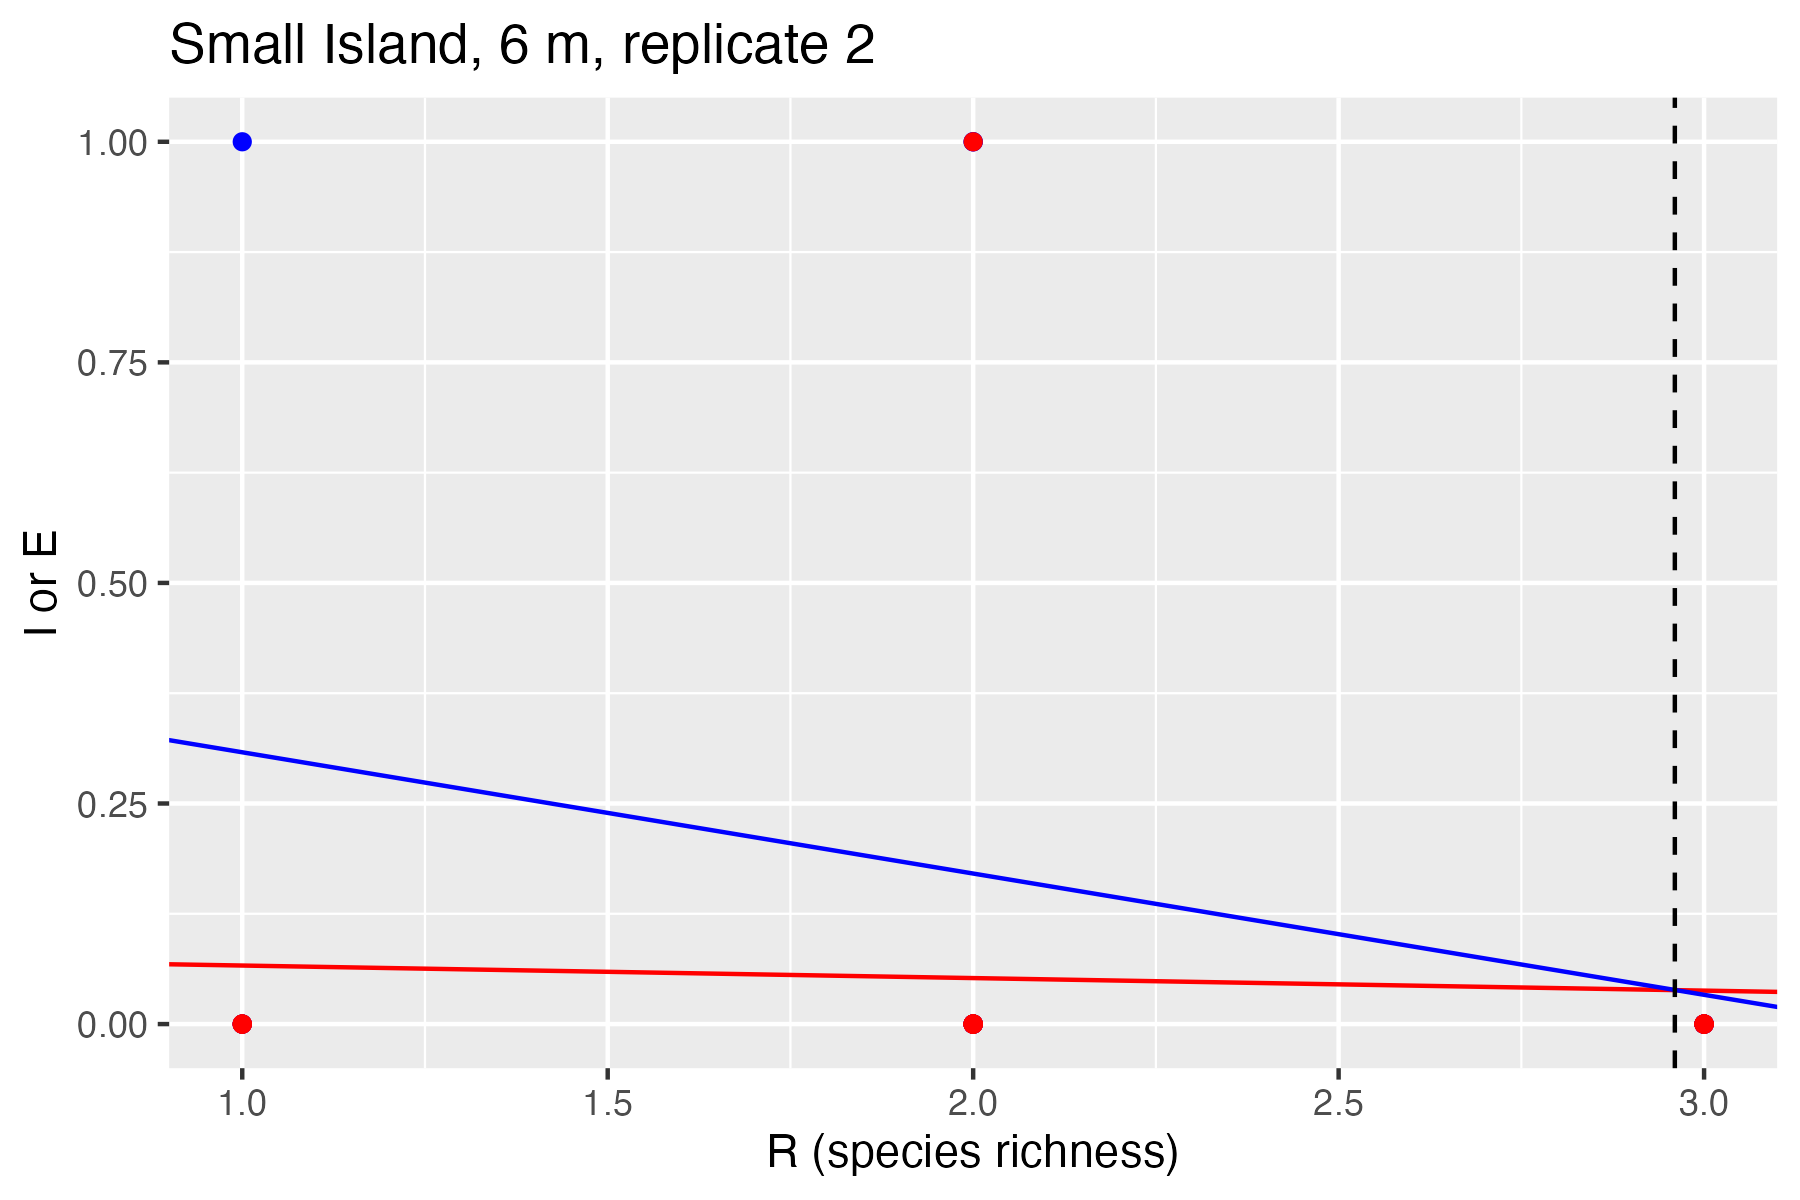 Small Island, 6 m, replicate 2
1.00
0.75
0.50
0.25
0.00
I or E
1.0 1.5 2.0 2.5 3.0
R (species richness)